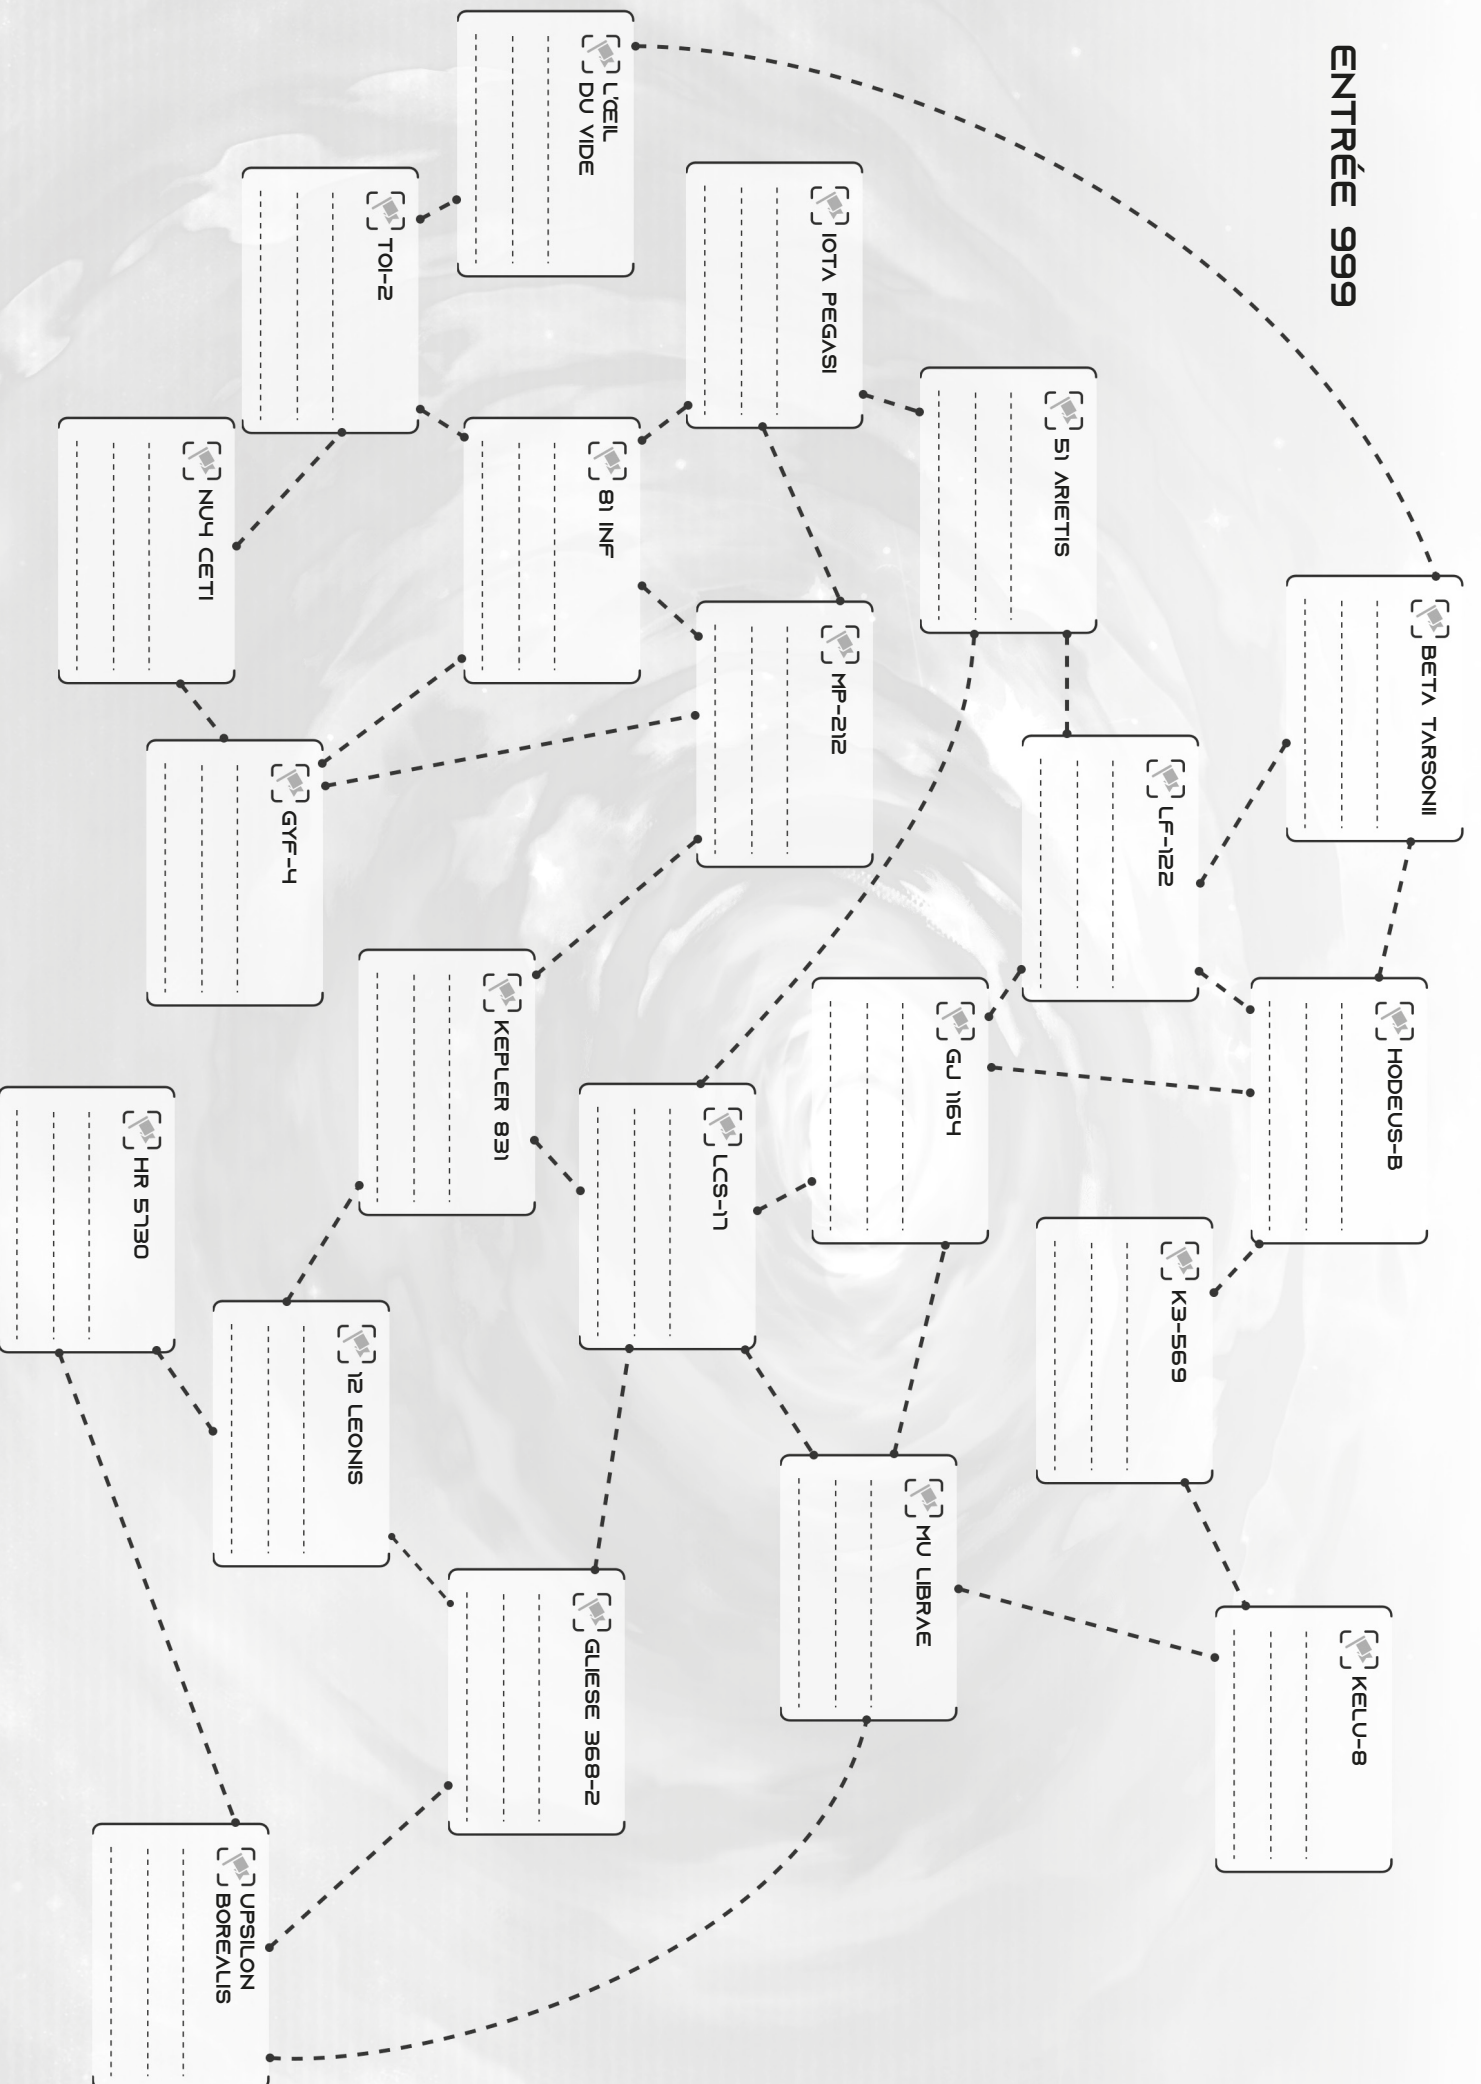 ENTRÉE 999
BETA TARSONII
HODEUS-B
KELU-8
K3-569
LF-122
51 ARIETIS
GJ 1164
MU LIBRAE
MP-212
IOTA PEGASI
LCS-17
L'ŒIL
DU VIDE
81 INF
GLIESE 368-2
KEPLER 831
TOI-2
12 LEONIS
GYF-4
UPSILON
BOREALIS
NU4 CETI
HR 5730